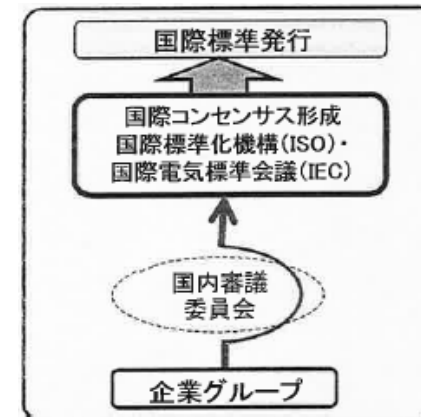 国際標準発行
国際コンセンサス形成
国際標準化機構(ISO)・
国際電気標準会議(IEC)
国内審議
委員会
企業グループ